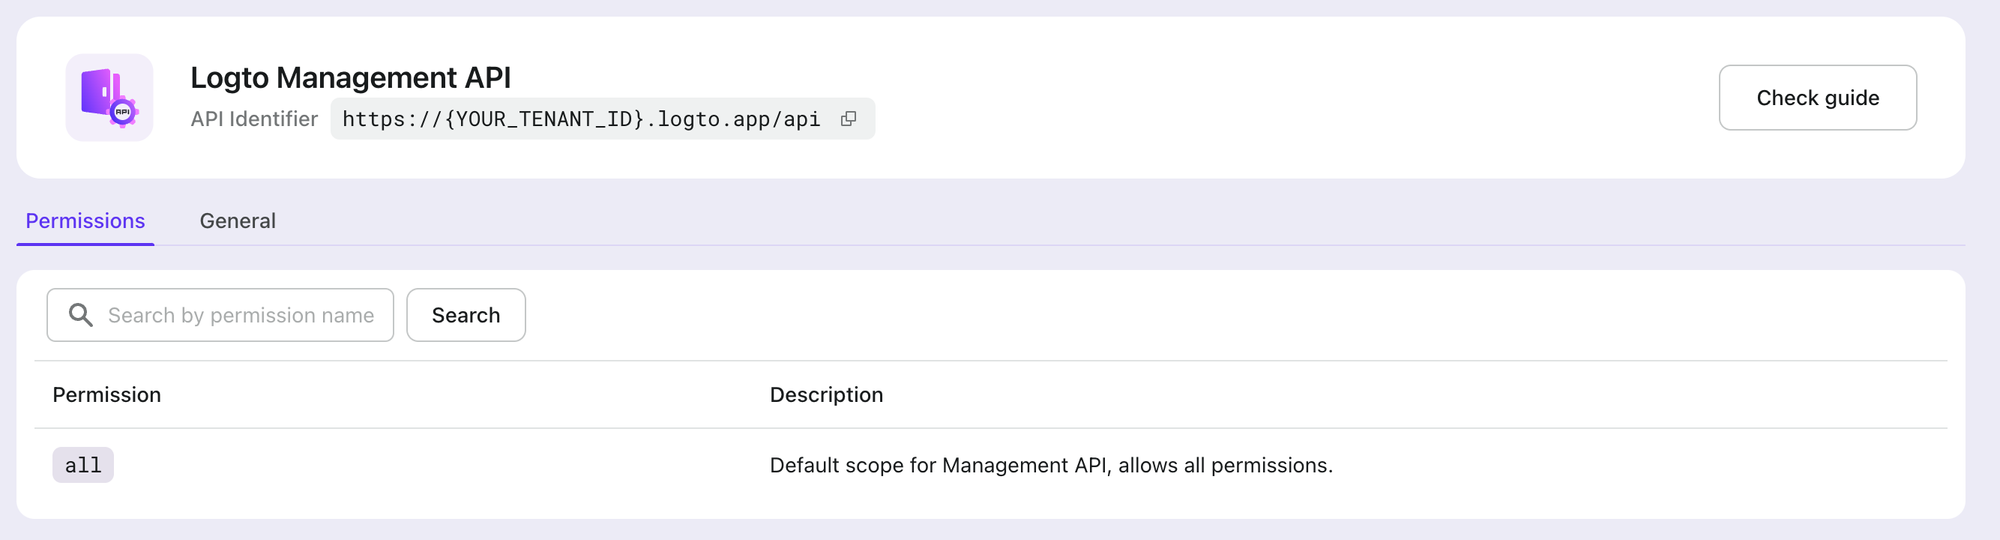 Logto Management API
API Identifier https://{YOUR_TENANT_ID}.logto.app/api
Check guide
API
Permissions General
Search by permission name Search
Permission Description
all Default scope for Management API, allows all permissions.